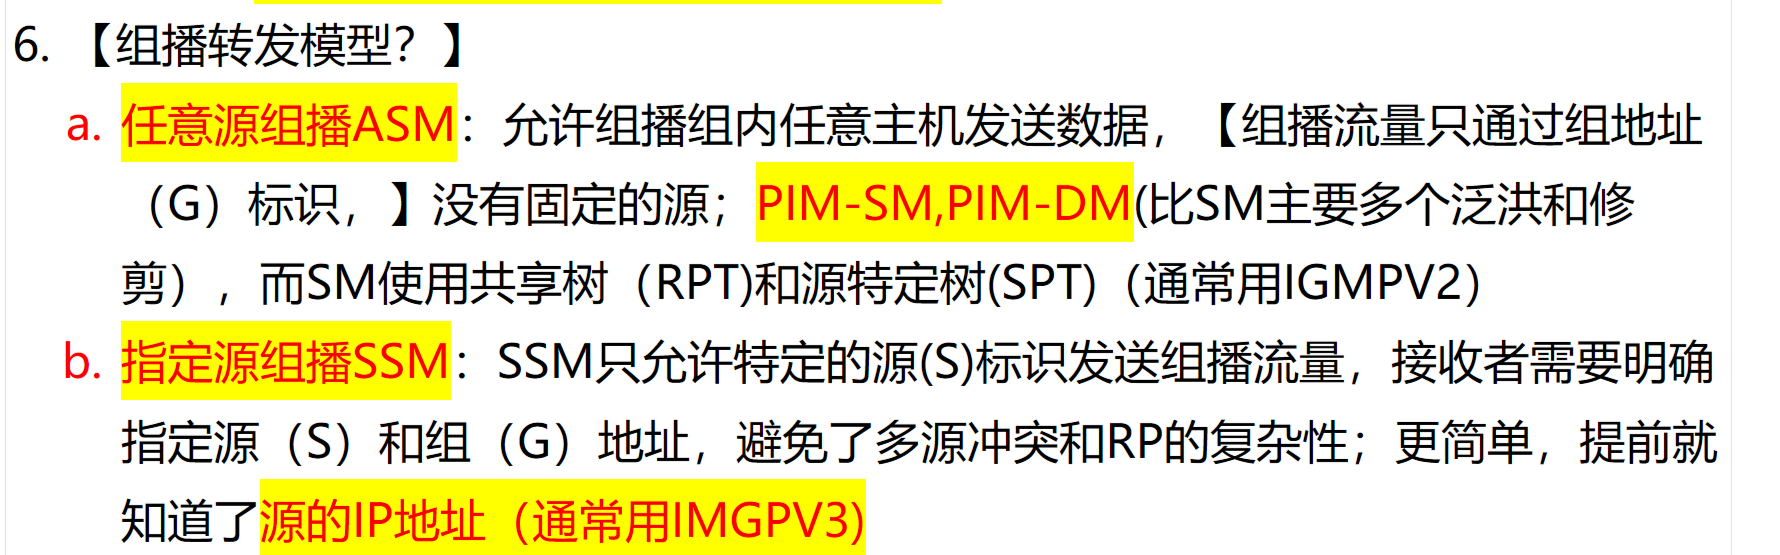 6. 【组播转发模型？】
a. 任意源组播ASM：允许组播组内任意主机发送数据，【组播流量只通过组地址
（G）标识，】没有固定的源；PIM-SM,PIM-DM(比SM主要多个泛洪和修
剪），而SM使用共享树（RPT)和源特定树(SPT)（通常用IGMPV2）
b. 指定源组播SSM：SSM只允许特定的源(S)标识发送组播流量，接收者需要明确
指定源（S）和组（G）地址，避免了多源冲突和RP的复杂性；更简单，提前就
知道了源的IP地址（通常用IMGPV3)